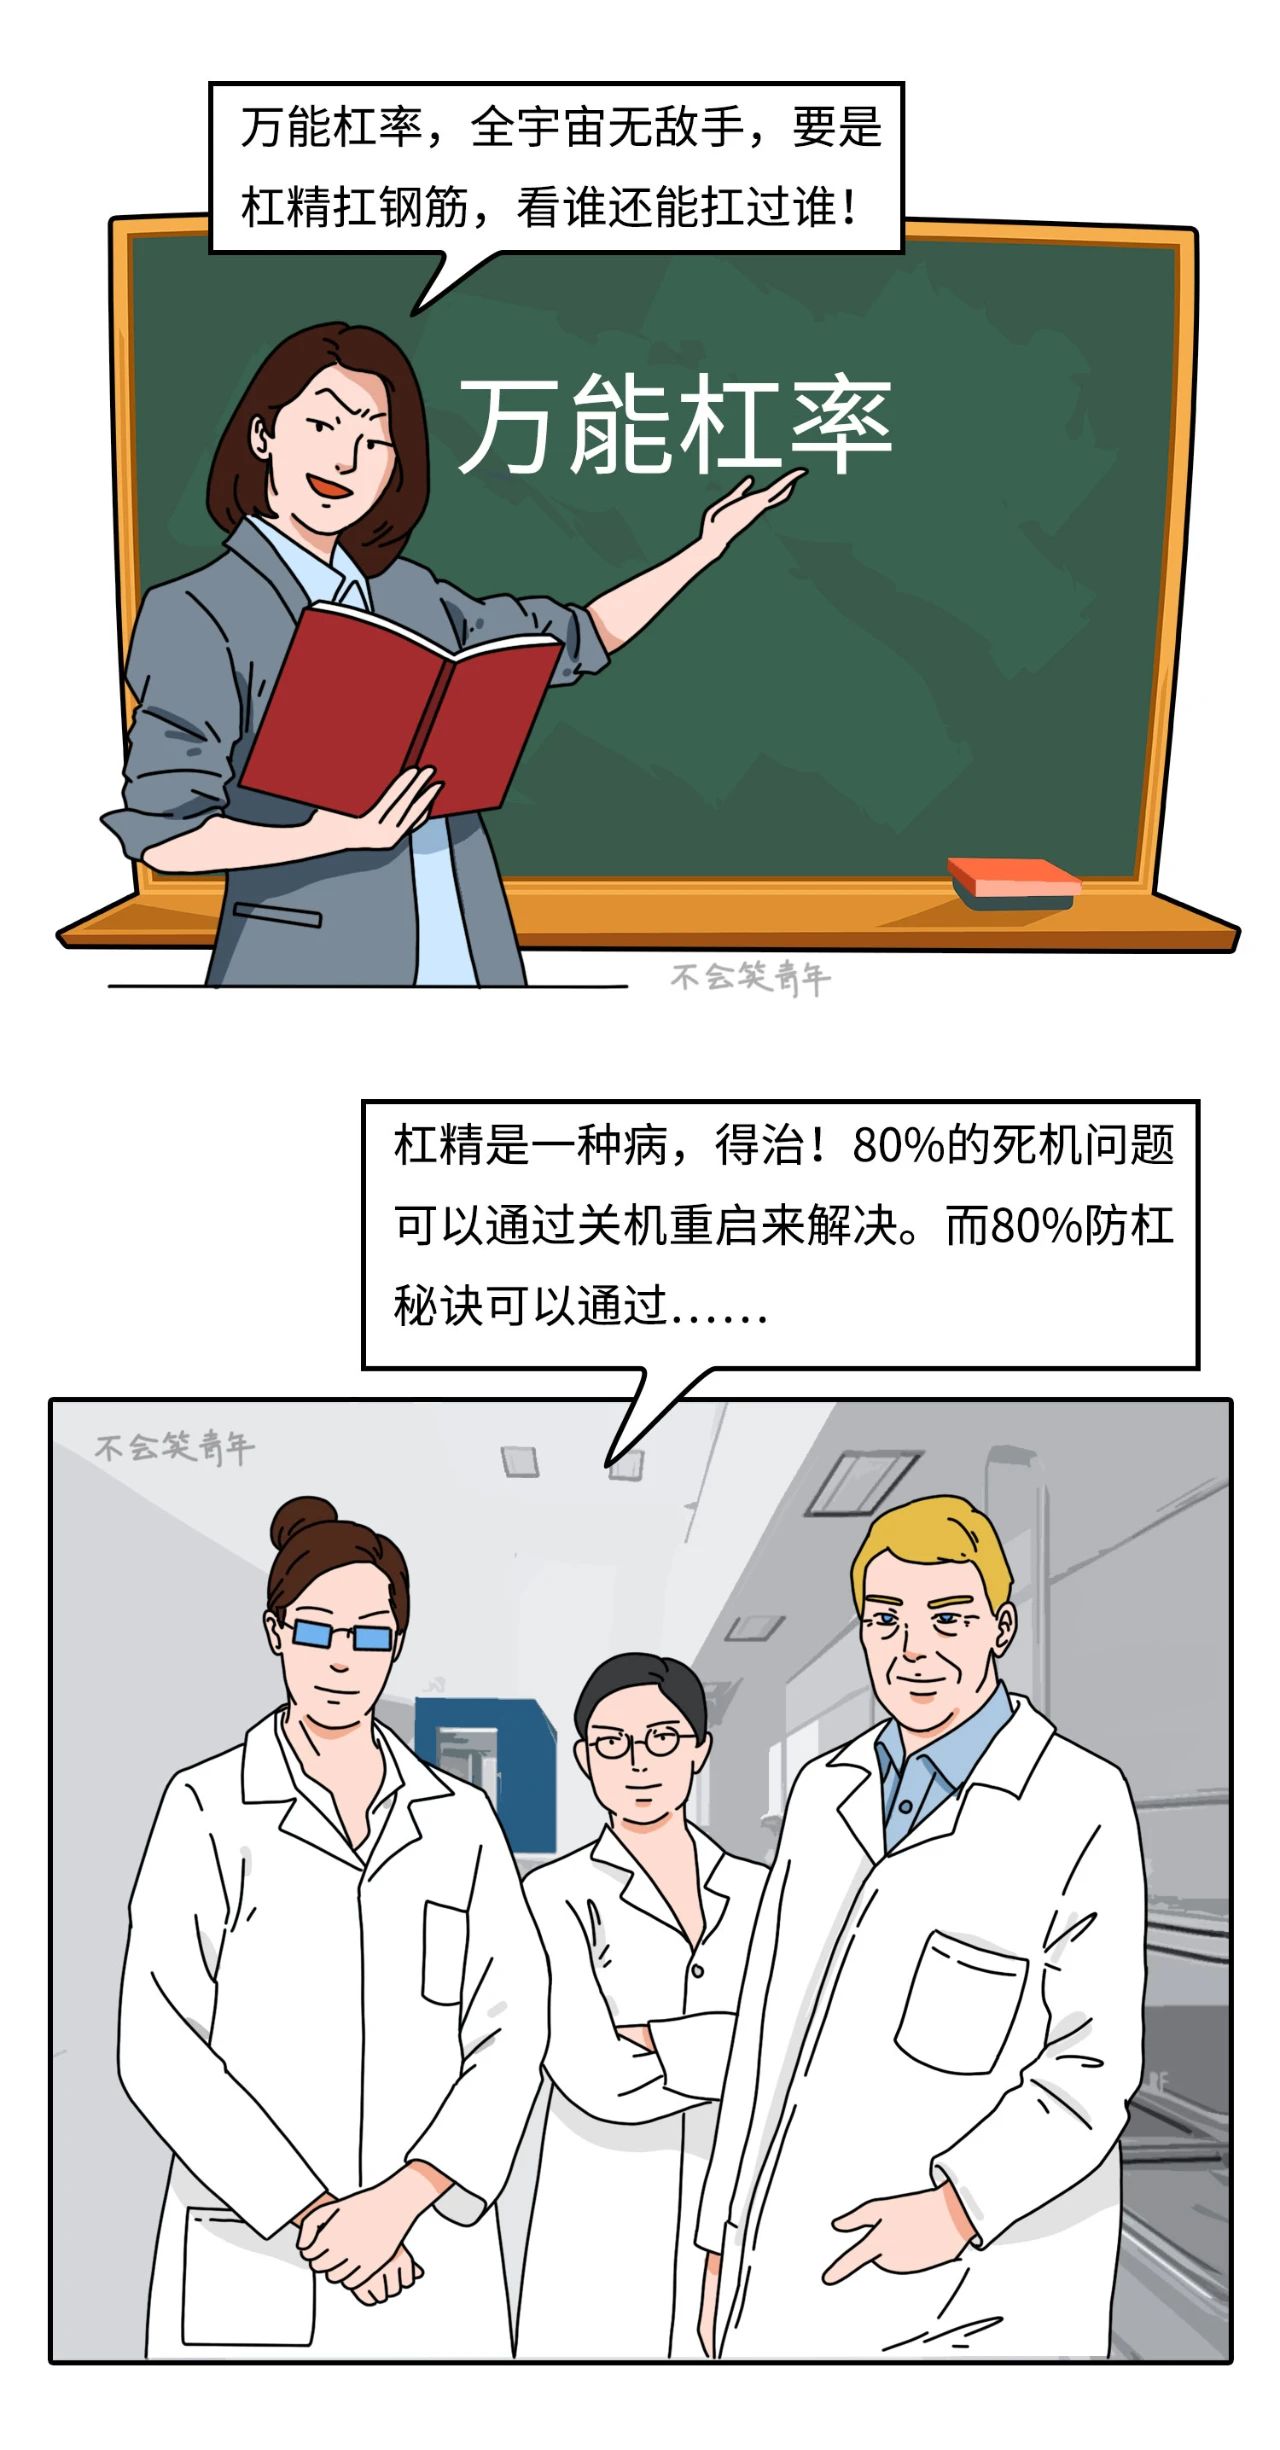 万能杠率，全宇宙无敌手，要是
杠精扛钢筋，看谁还能扛过谁！
万能杠率
不会笑青年
杠精是一种病，得治！80%的死机问题
可以通过关机重启来解决。而80%防杠
秘诀可以通过……
不会笑青年